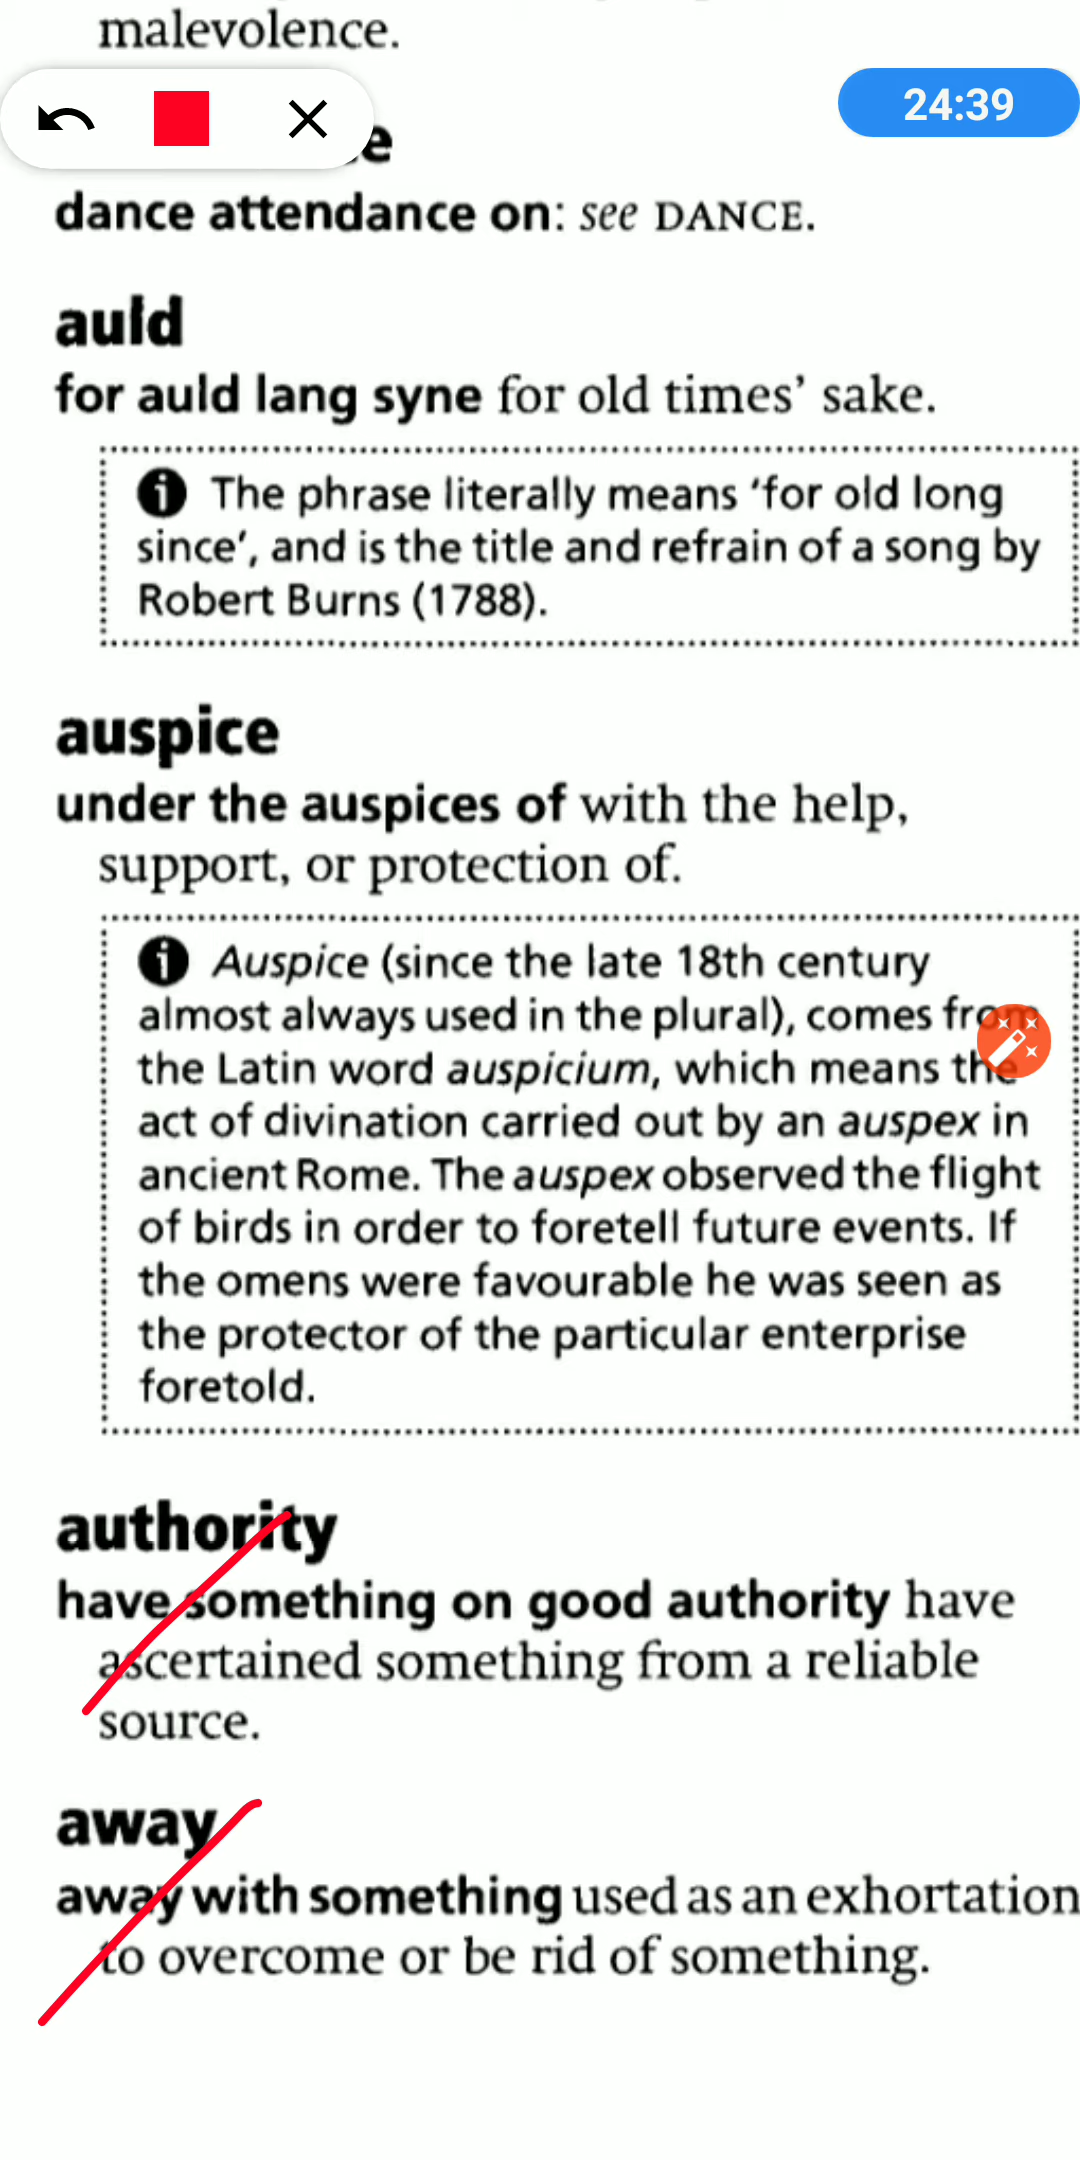 malevolence.
24:39
dance attendance on: see DANCE.
auld
for auld lang syne for old times’ sake.
i The phrase literally means ‘for old long
since’, and is the title and refrain of a song by
Robert Burns (1788).
auspice
under the auspices of with the help,
support, or protection of.
i Auspice (since the late 18th century
almost always used in the plural), comes from
the Latin word auspicium, which means the
act of divination carried out by an auspex in
ancient Rome. The auspex observed the flight
of birds in order to foretell future events. If
the omens were favourable he was seen as
the protector of the particular enterprise
foretold.
authority
have something on good authority have
ascertained something from a reliable
source.
away
away with something used as an exhortation
to overcome or be rid of something.